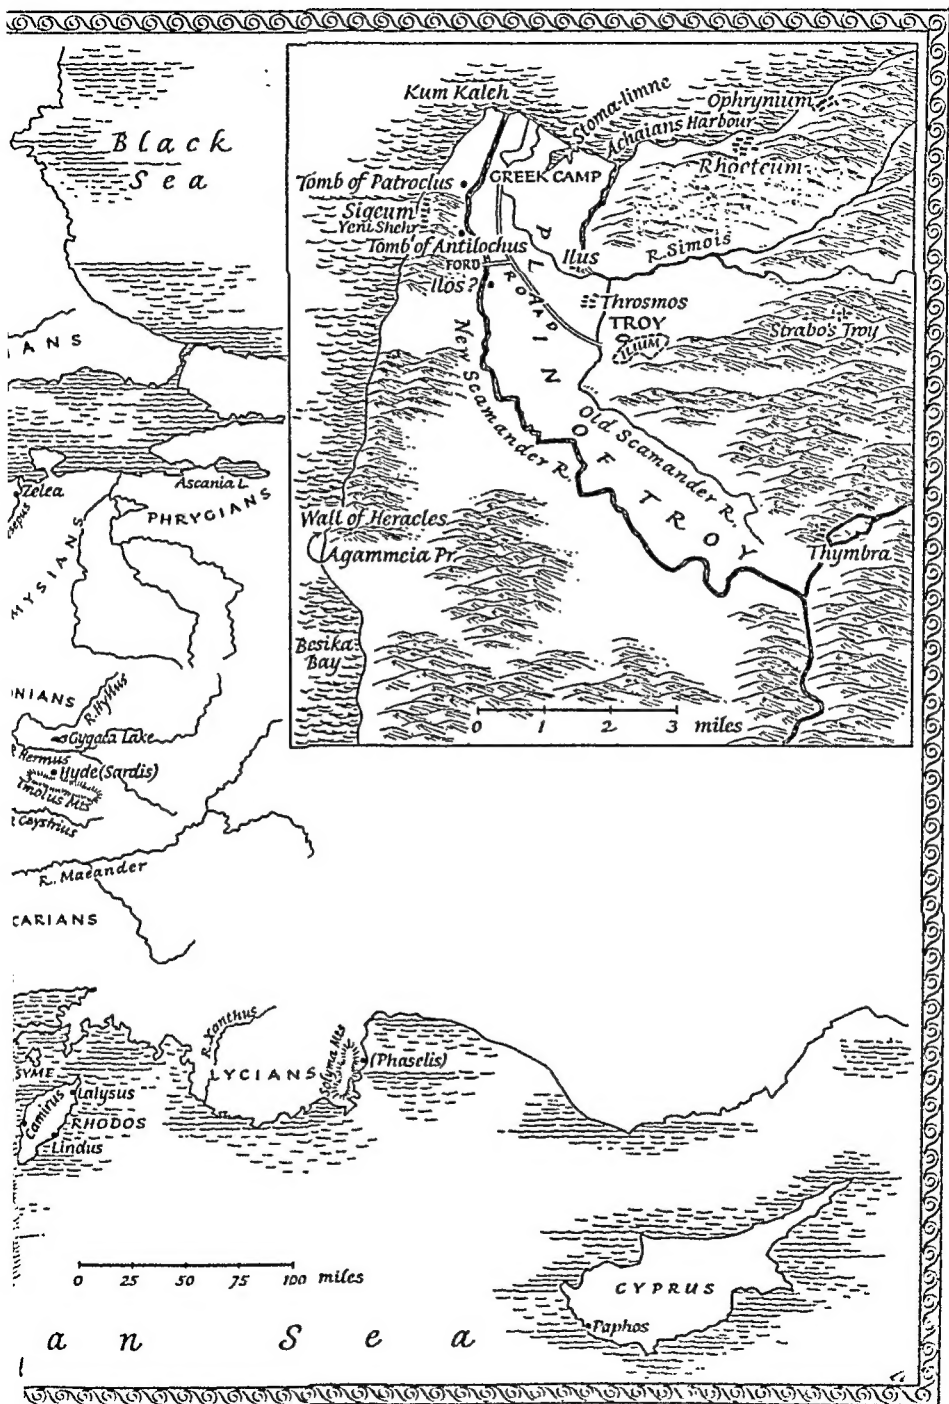 Black
Sea
IANS
Zelea
sepus
Ascania L.
PHRYGIANS
MYSIANS
NIANS
R. Hyllus
Gygaea Lake
Hermus
Hyde (Sardis)
Tmolus Mts
Caystrius
R. Maeander
CARIANS
R. Xanthus
LYCIANS
Solyma Mts
(Phaselis)
SYME
Ialysus
Camirus
RHODOS
Lindus
0 25 50 75 100 miles
CYPRUS
Paphos
an Sea
Kum Kaleh
Stoma-limne
Ophrynium
Achaians Harbour
Rhoeteum
GREEK CAMP
Tomb of Patroclus
Sigeum
Yeni Shehr
Tomb of Antilochus
FORD
Ilus
R. Simois
Ilos?
ROAD
Throsmos
TROY
ILIUM
Strabo's Troy
PLAIN OF TROY
New Scamander R.
Old Scamander R.
Wall of Heracles
Agammeia Pr.
Thymbra
Besika
Bay
0 1 2 3 miles